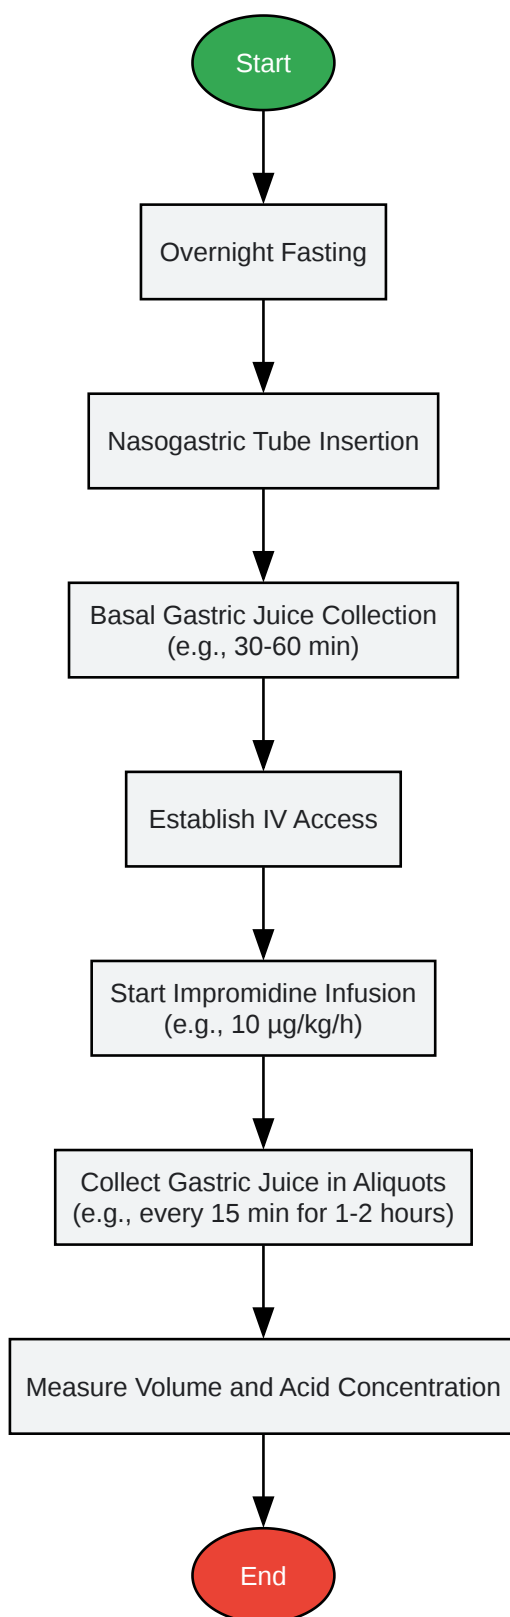 Start
Overnight Fasting
Nasogastric Tube Insertion
Basal Gastric Juice Collection
(e.g., 30-60 min)
Establish IV Access
Start Impromidine Infusion
(e.g., 10 µg/kg/h)
Collect Gastric Juice in Aliquots
(e.g., every 15 min for 1-2 hours)
Measure Volume and Acid Concentration
End